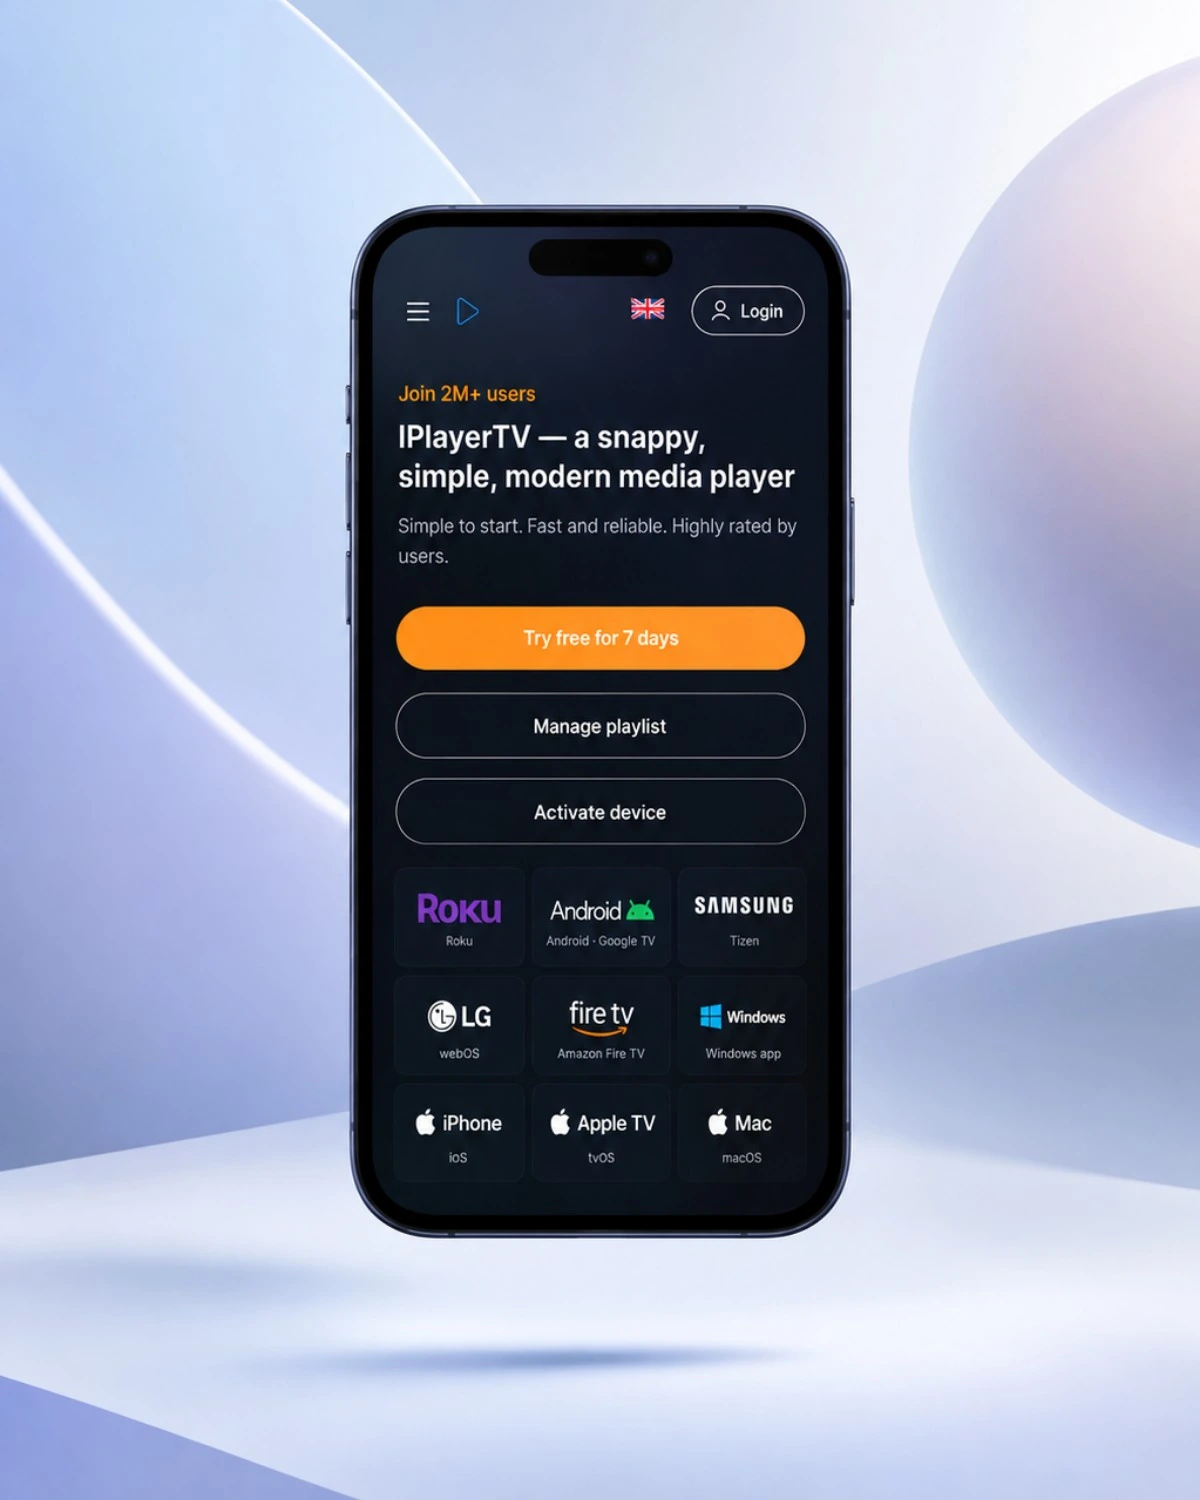 Login
Join 2M+ users
IPlayerTV — a snappy,
simple, modern media player
Simple to start. Fast and reliable. Highly rated by
users.
Try free for 7 days
Manage playlist
Activate device
Roku
Roku
Android
Android · Google TV
SAMSUNG
Tizen
LG
webOS
fire tv
Amazon Fire TV
Windows
Windows app
iPhone
ioS
Apple TV
tvOS
Mac
macOS